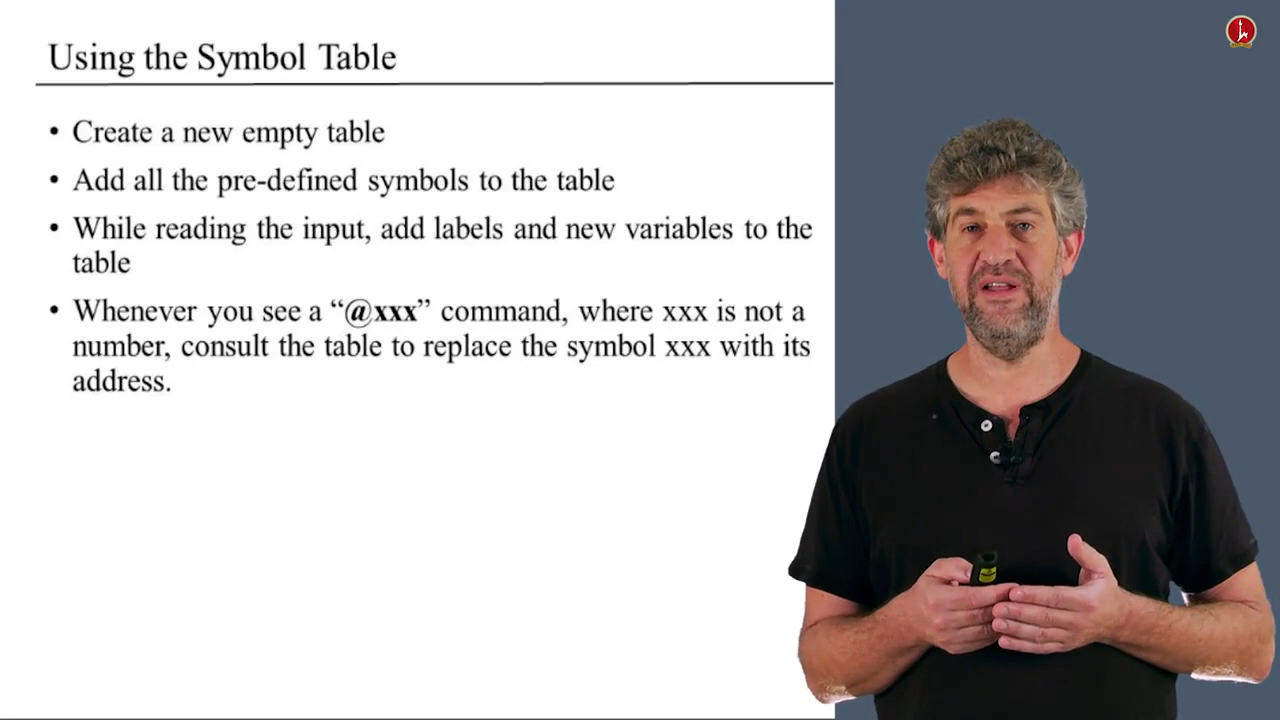 Using the Symbol Table
• Create a new empty table
• Add all the pre-defined symbols to the table
• While reading the input, add labels and new variables to the
table
• Whenever you see a “@xxx” command, where xxx is not a
number, consult the table to replace the symbol xxx with its
address.